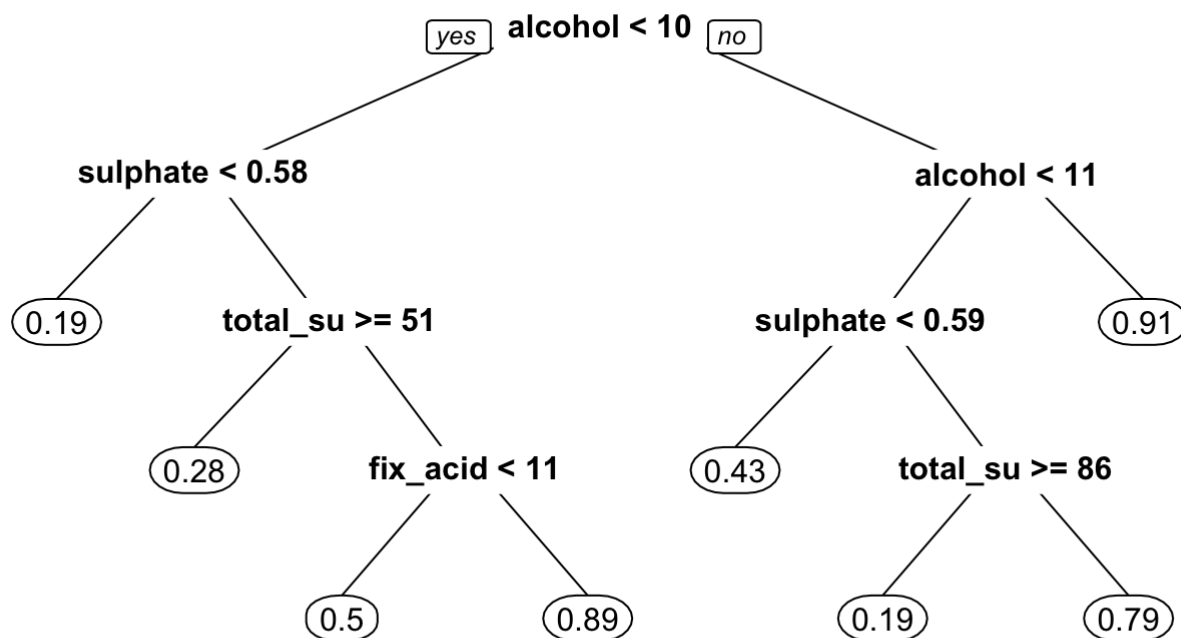 yes alcohol < 10 no
sulphate < 0.58 alcohol < 11
0.19 total_su >= 51 sulphate < 0.59 0.91
0.28 fix_acid < 11 0.43 total_su >= 86
0.5 0.89 0.19 0.79